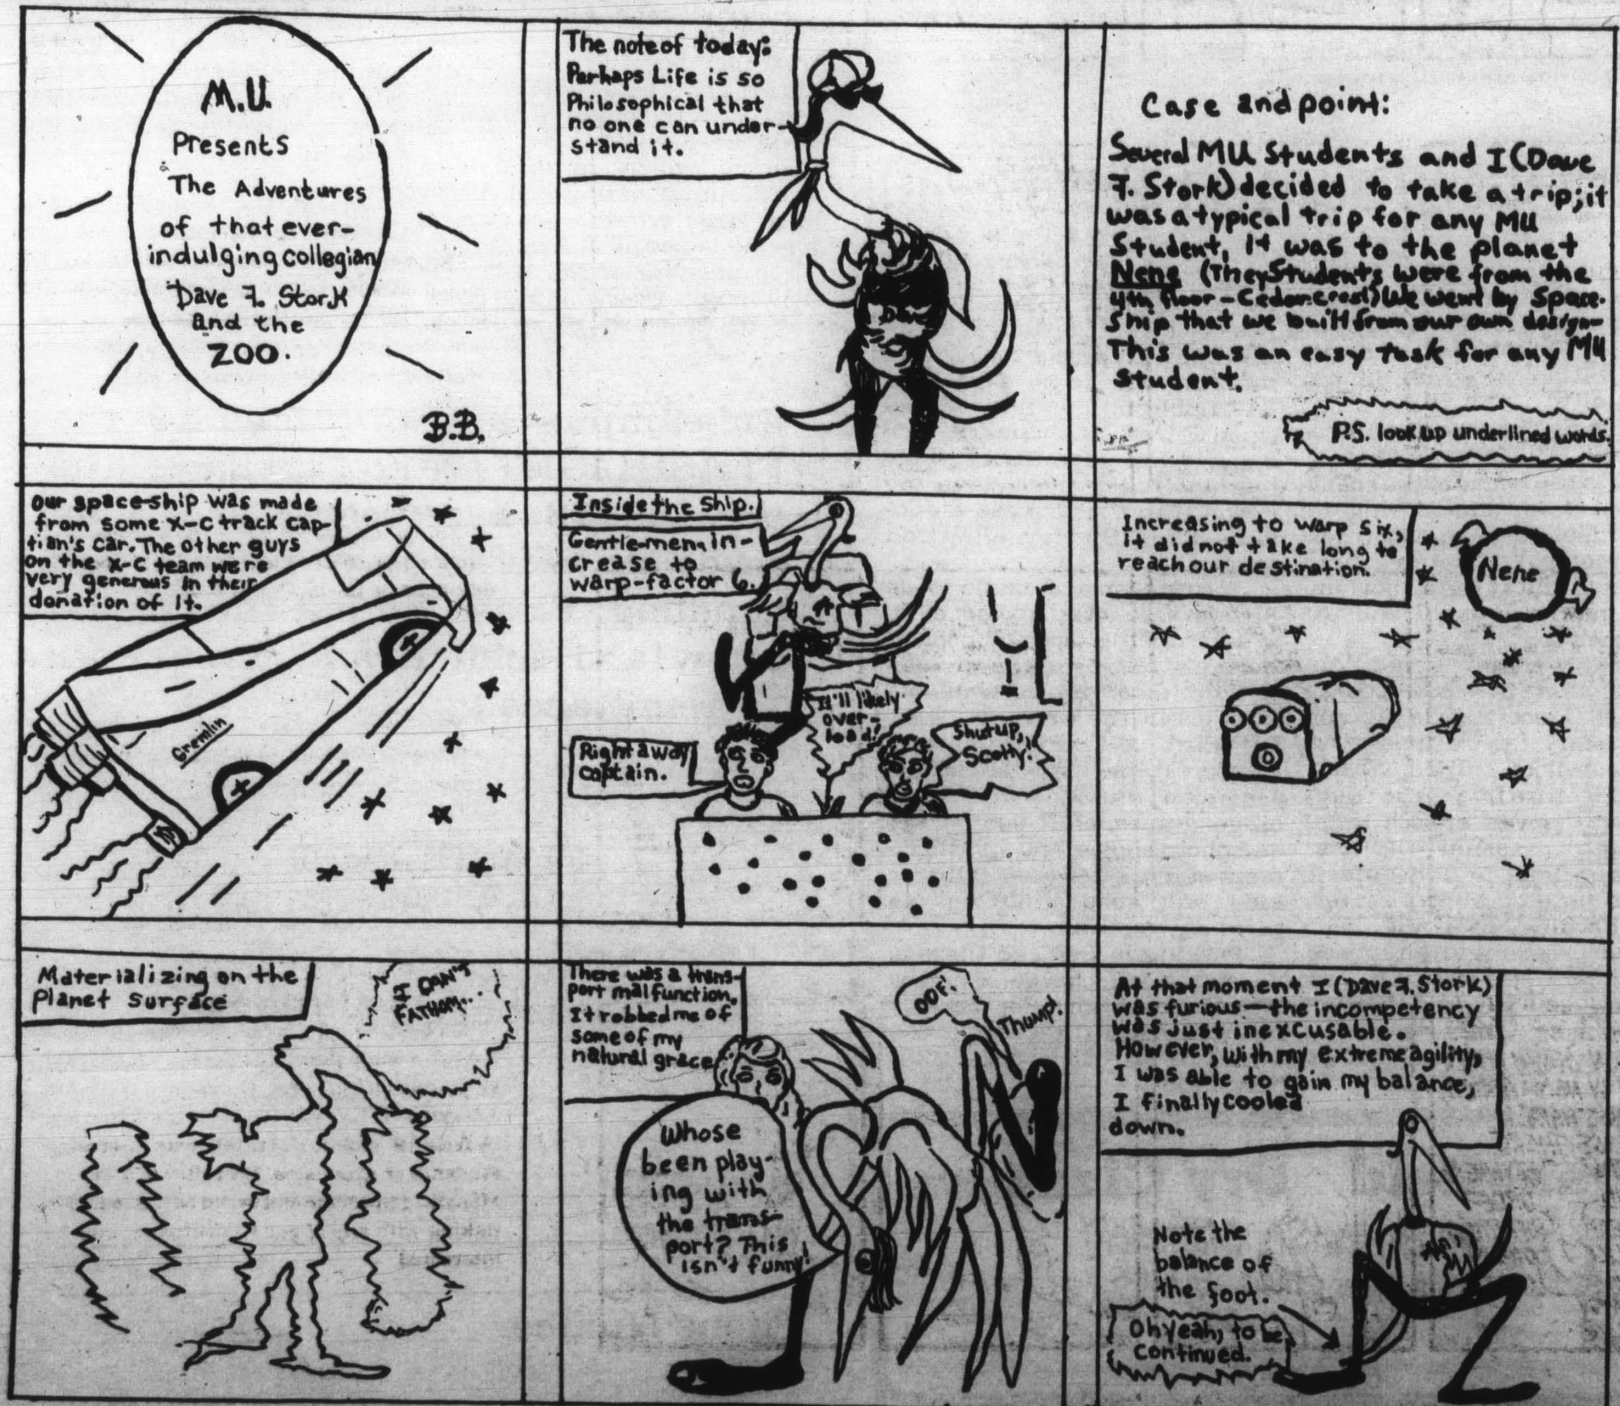 M.U.
Presents
The Adventures
of that ever-
indulging collegian
Dave F. Stork
and the
ZOO.
B.B.
The note of today:
Perhaps Life is so
Philosophical that
no one can under-
stand it.
Dave
Case and point:
Several MU Students and I (Dave
F. Stork) decided to take a trip; it
was a typical trip for any MU
Student, it was to the planet
Nene (They Students were from the
4th floor - Cedarcrest) We went by Space-
Ship that we built from our own design-
This was an easy task for any MU
student.
P.S. look up underlined words.
our space-ship was made
from some X-C track cap-
tian's car. The other guys
on the X-C team were
very generous in their
donation of it.
Gremlin
Inside the Ship.
Gentle-men, in-
crease to
warp-factor 6.
Right away
captain.
It'll likely
over-
load!
Shut up,
Scotty!
Increasing to warp six,
it did not take long to
reach our destination.
Nene
Materializing on the
Planet Surface
I CAN'T
FATHOM...
There was a trans-
port malfunction.
It robbed me of
some of my
natural grace
Whose
been play-
ing with
the trans-
port? This
isn't funny!
OOF!
Thump!
At that moment I (Dave F. Stork)
was furious — the incompetency
was just inexcusable.
However, with my extreme agility,
I was able to gain my balance,
I finally cooled
down.
Note the
balance of
the foot.
Oh yeah, to be
continued.